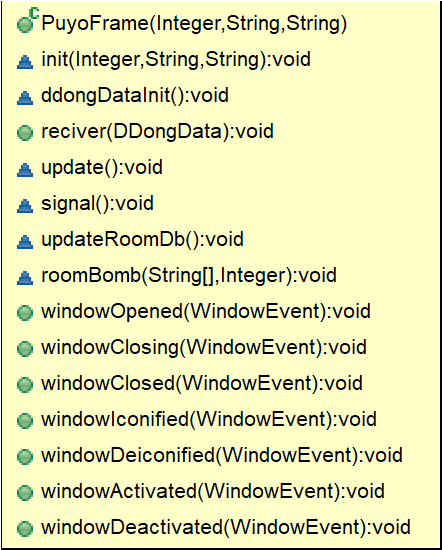 PuyoFrame(Integer,String,String)
init(Integer,String,String):void
ddongDataInit():void
reciver(DDongData):void
update():void
signal():void
updateRoomDb():void
roomBomb(String[],Integer):void
windowOpened(WindowEvent):void
windowClosing(WindowEvent):void
windowClosed(WindowEvent):void
windowIconified(WindowEvent):void
windowDeiconified(WindowEvent):void
windowActivated(WindowEvent):void
windowDeactivated(WindowEvent):void